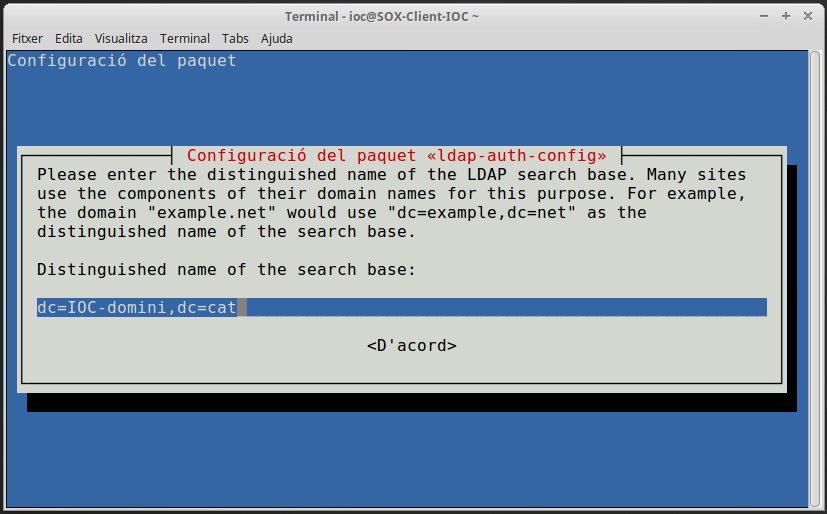 Terminal - ioc@SOX-Client-IOC ~
Fitxer Edita Visualitza Terminal Tabs Ajuda
Configuració del paquet
Configuració del paquet «ldap-auth-config»
Please enter the distinguished name of the LDAP search base. Many sites
use the components of their domain names for this purpose. For example,
the domain "example.net" would use "dc=example,dc=net" as the
distinguished name of the search base.
Distinguished name of the search base:
dc=IOC-domini,dc=cat
<D'acord>